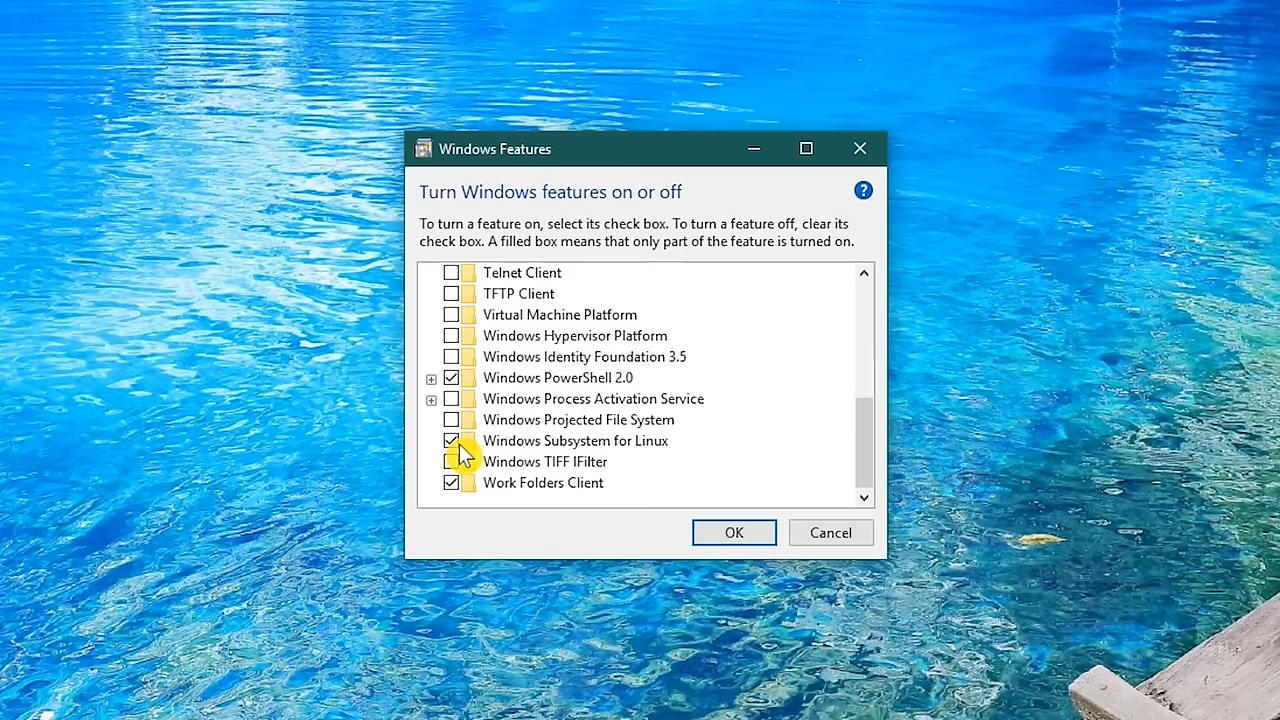 Windows Features
Turn Windows features on or off
?
To turn a feature on, select its check box. To turn a feature off, clear its
check box. A filled box means that only part of the feature is turned on.
Telnet Client
TFTP Client
Virtual Machine Platform
Windows Hypervisor Platform
Windows Identity Foundation 3.5
Windows PowerShell 2.0
Windows Process Activation Service
Windows Projected File System
Windows Subsystem for Linux
Windows TIFF IFilter
Work Folders Client
OK Cancel